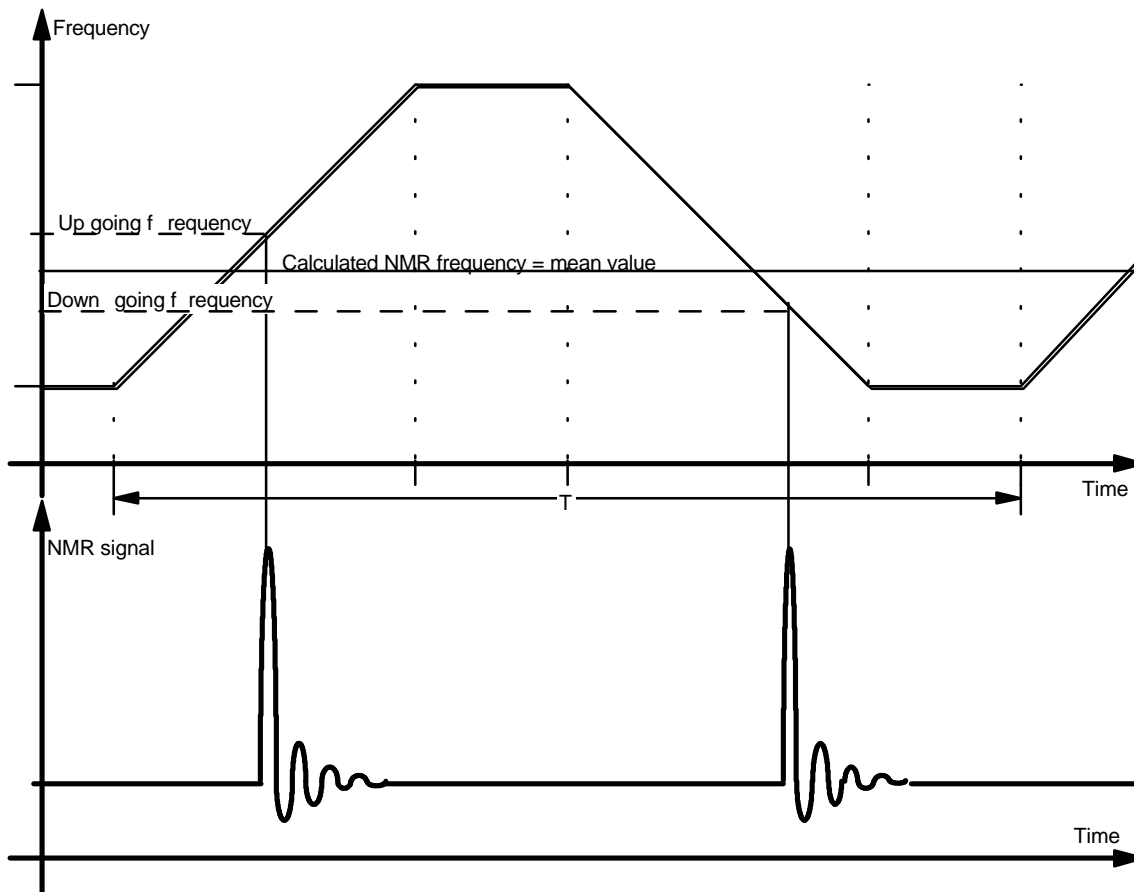 Frequency
Up going f requency
Calculated NMR frequency = mean value
Down going f requency
Time
T
NMR signal
Time